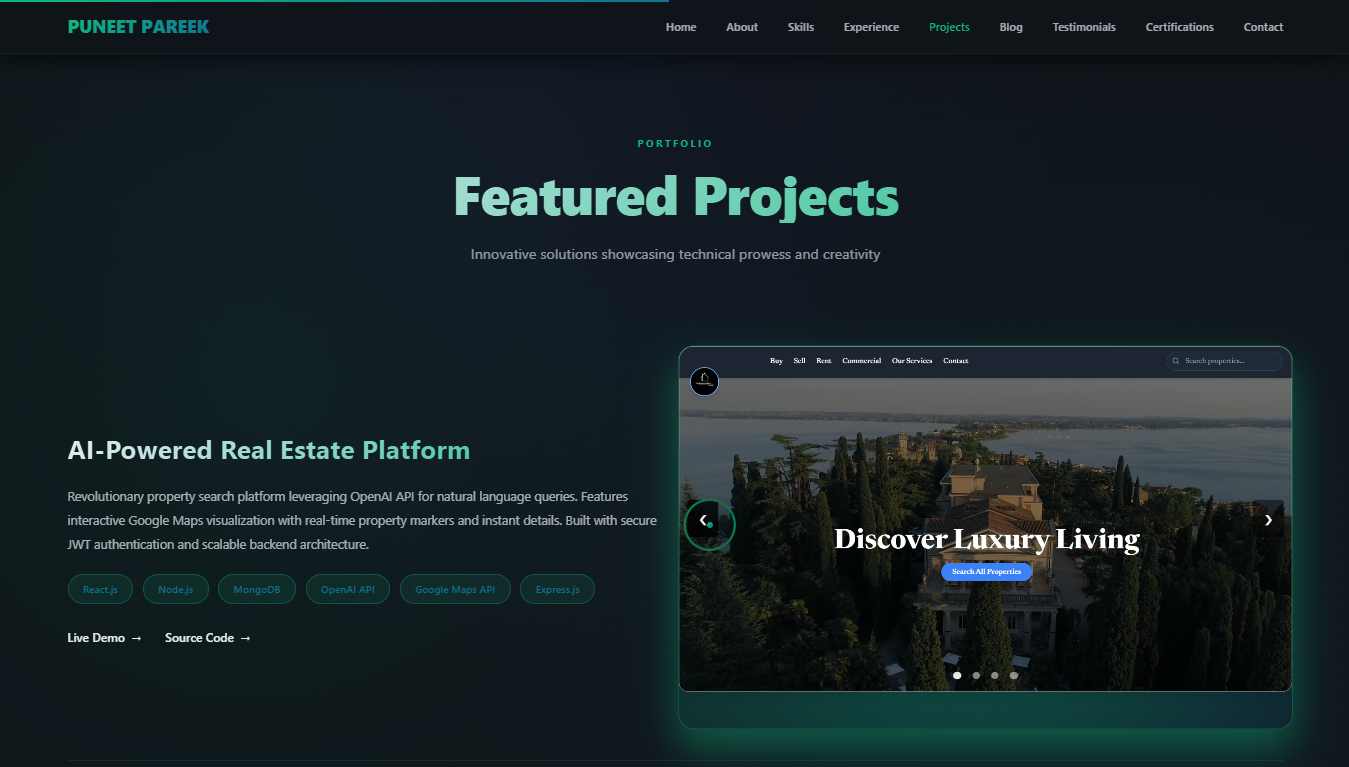 PUNEET PAREEK
Home About Skills Experience Projects Blog Testimonials Certifications Contact
PORTFOLIO
Featured Projects
Innovative solutions showcasing technical prowess and creativity
AI-Powered Real Estate Platform
Revolutionary property search platform leveraging OpenAI API for natural language queries. Features
interactive Google Maps visualization with real-time property markers and instant details. Built with secure
JWT authentication and scalable backend architecture.
React.js Node.js MongoDB OpenAI API Google Maps API Express.js
Live Demo → Source Code →
Buy Sell Rent Commercial Our Services Contact Search properties...
Discover Luxury Living
Search All Properties